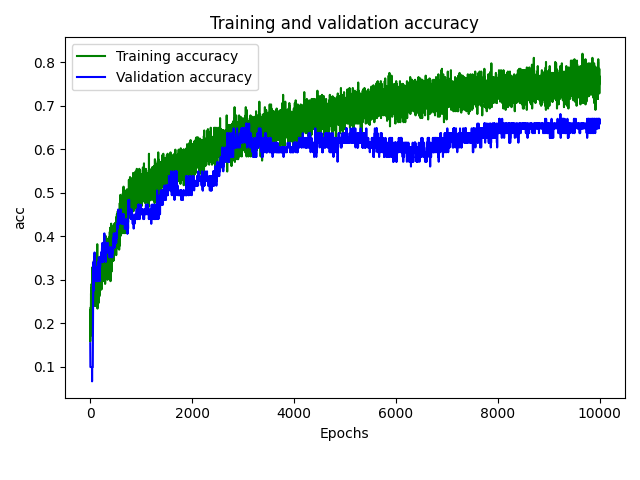 Training and validation accuracy
Training accuracy
Validation accuracy
acc
0.8
0.7
0.6
0.5
0.4
0.3
0.2
0.1
0 2000 4000 6000 8000 10000
Epochs